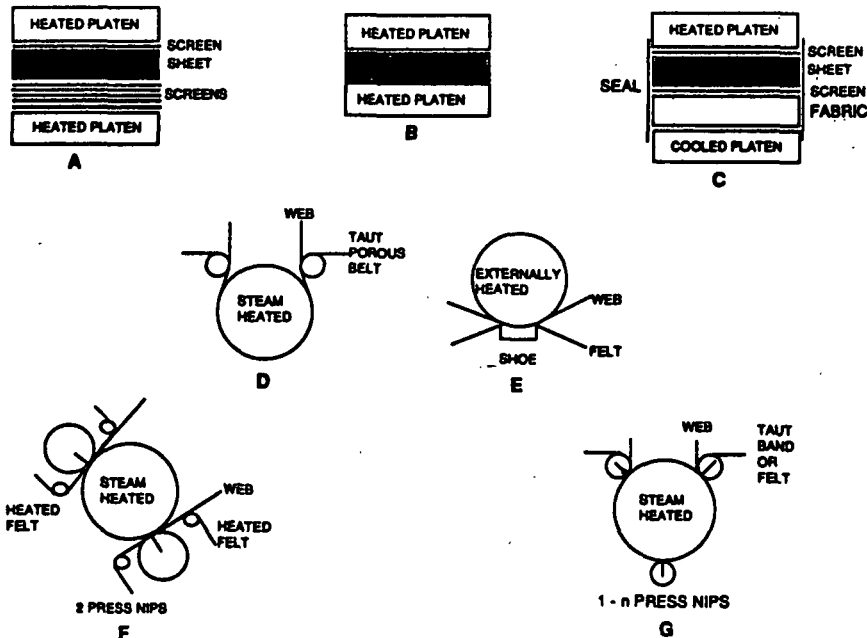 HEATED PLATEN
SCREEN
SHEET
SCREENS
HEATED PLATEN
A
HEATED PLATEN
HEATED PLATEN
B
HEATED PLATEN
SCREEN
SHEET
SEAL
SCREEN
FABRIC
COOLED PLATEN
C
WEB
TAUT
POROUS
BELT
STEAM
HEATED
D
EXTERNALLY
HEATED
WEB
SHOE
FELT
E
STEAM
HEATED
WEB
HEATED
FELT
HEATED
FELT
2 PRESS NIPS
F
WEB
TAUT
BAND
OR
FELT
STEAM
HEATED
1 - n PRESS NIPS
G